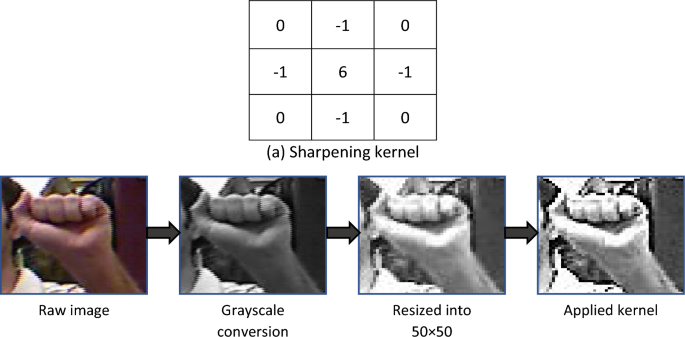 0 -1 0
-1 6 -1
0 -1 0
(a) Sharpening kernel
Raw image
Grayscale
conversion
Resized into
50×50
Applied kernel